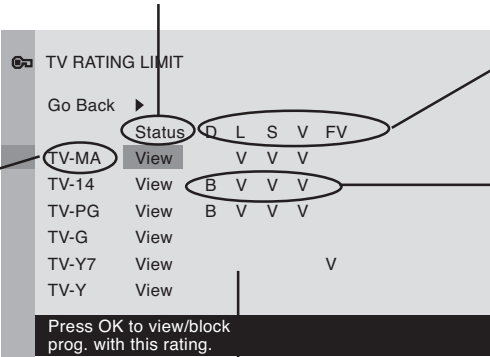 TV RATING LIMIT
Go Back
Status D L S V FV
TV-MA View V V V
TV-14 View B V V V
TV-PG View B V V V
TV-G View
TV-Y7 View V
TV-Y View
Press OK to view/block
prog. with this rating.